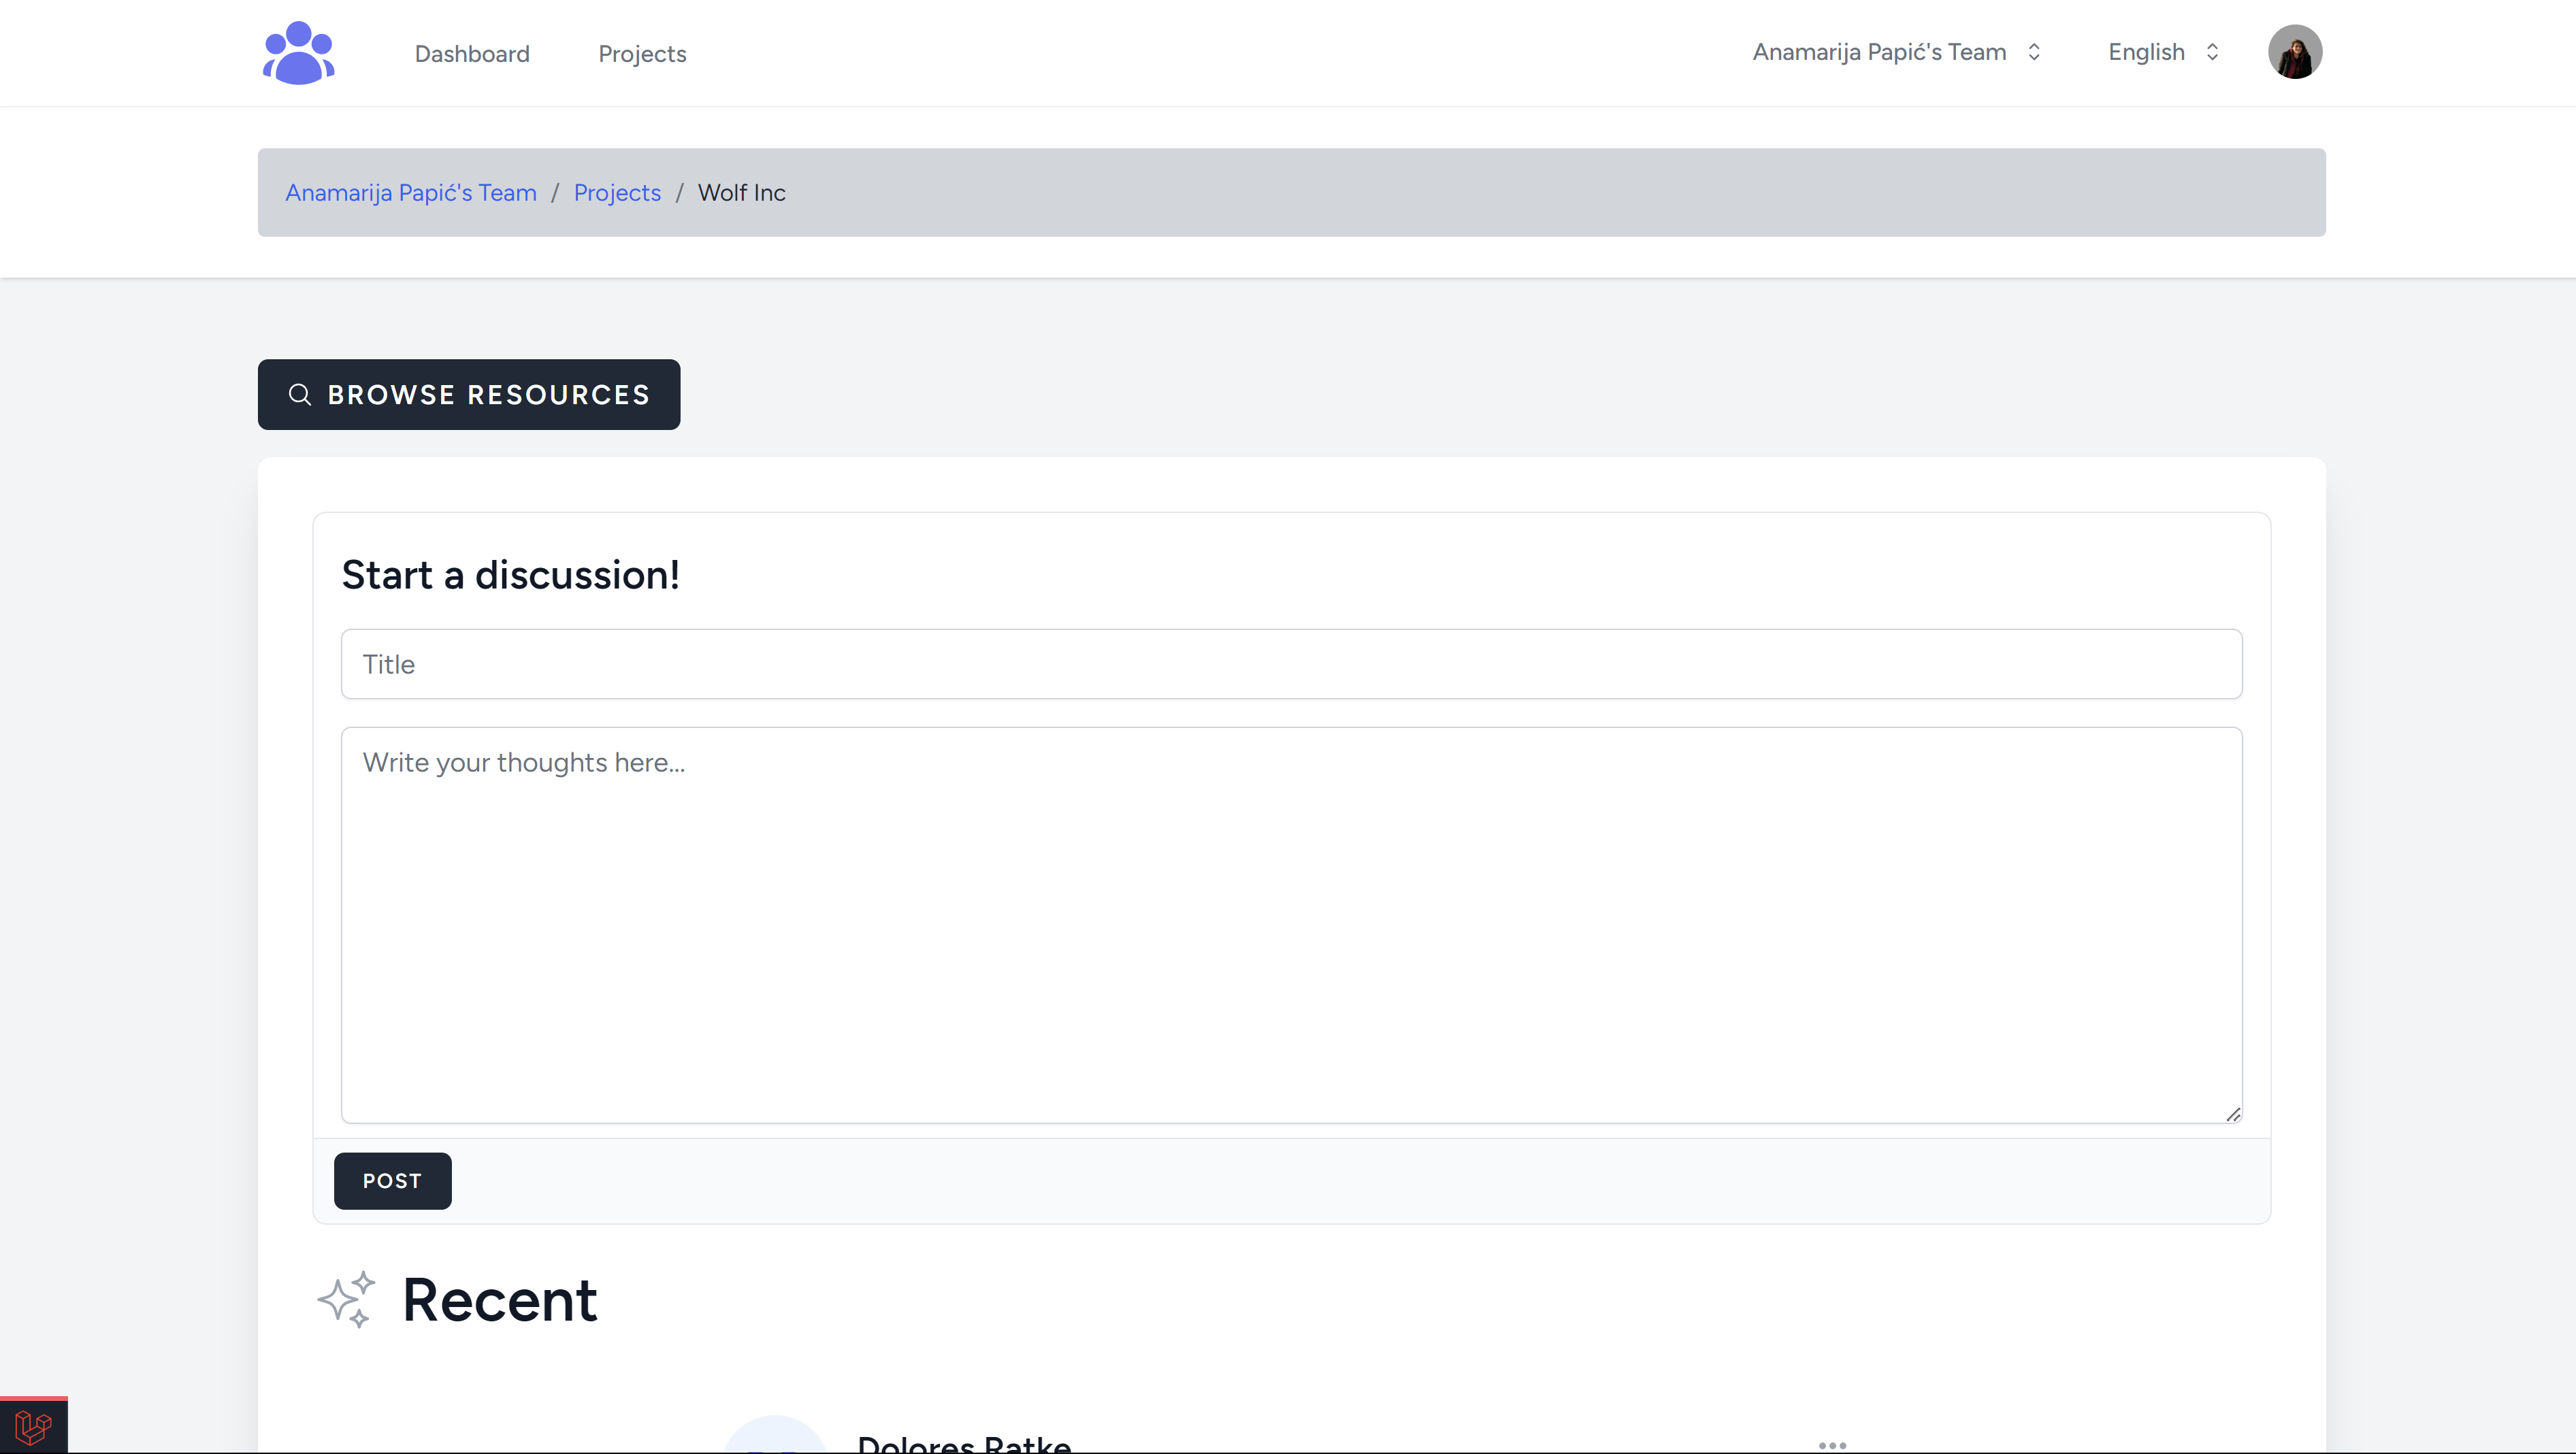 Dashboard Projects Anamarija Papić's Team English
Anamarija Papić's Team / Projects / Wolf Inc
BROWSE RESOURCES
Start a discussion!
Title
Write your thoughts here...
POST
Recent
Dolores Ratke